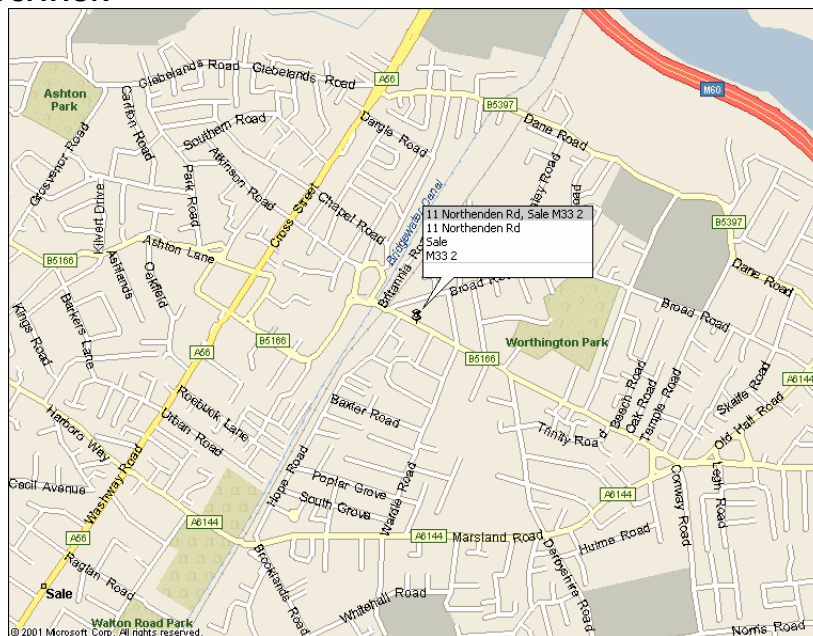 Glebelands Road
Glebelands Road
A56
M60
Ashton
Park
B5397
Carlton Road
Dargle Road
Dane Road
Southern Road
Grosvenor Road
Atkinson Road
Park Road
Cross Street
Kilvert Drive
Chapel Road
Bridgewater Canal
11 Northenden Rd, Sale M33 2
11 Northenden Rd
Sale
M33 2
B5397
Ashton Lane
B5166
Ashlands
Oakfield
Britannia
Dane Road
Broad
Broad Road
Barkers Lane
Kings Road
B5166
Worthington Park
A56
B5166
A6144
Roebuck Lane
Baxter Road
Beech Road
Oak Road
Temple Road
Skaife Road
Harboro Way
Urban Road
Trinity Road
Old Hall Road
Washway Road
Cecil Avenue
Hope Road
Poplar Grove
South Grove
Wardle Road
Conway Road
Legh Road
A6144
A6144
A6144
Marsland Road
A56
Hulme Road
Raglan Road
Brooklands Road
Derbyshire Road
Sale
Whitehall Road
Walton Road Park
Norris Road
© 2001 Microsoft Corp. All rights reserved.